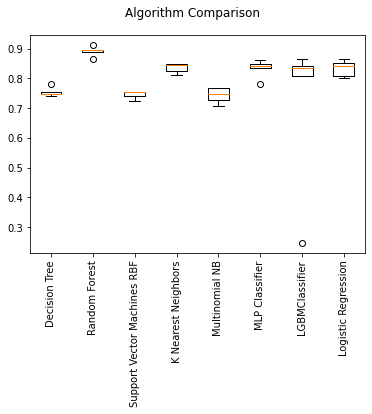 Algorithm Comparison
0.9
0.8
0.7
0.6
0.5
0.4
0.3
Decision Tree
Random Forest
Support Vector Machines RBF
K Nearest Neighbors
Multinomial NB
MLP Classifier
LGBMClassifier
Logistic Regression